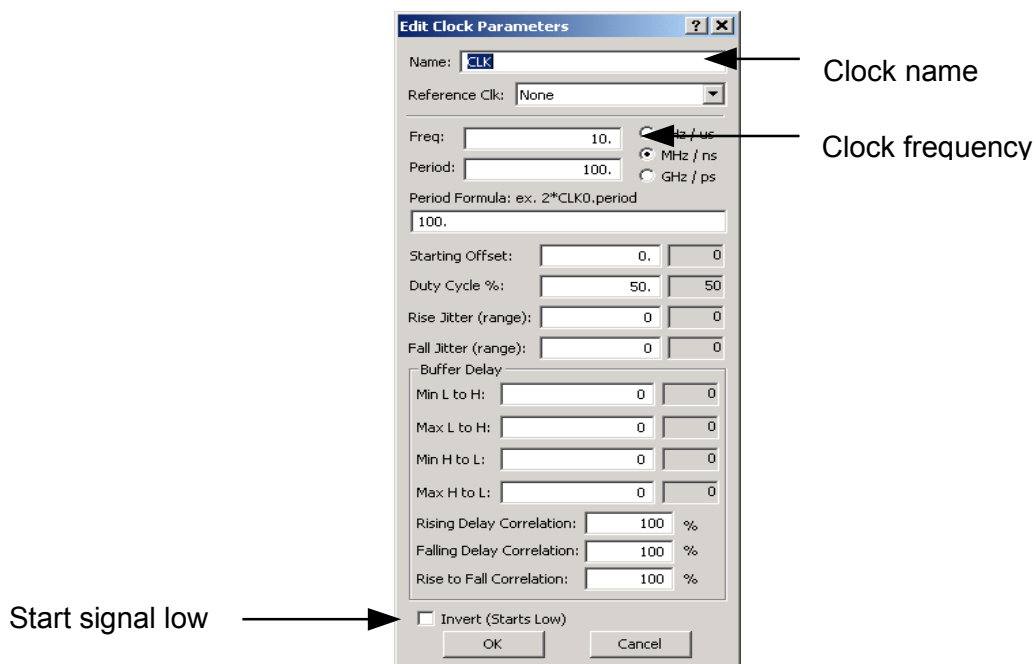 Edit Clock Parameters ? X
Name: CLK
Clock name
Reference Clk: None
Freq: 10. Hz / us
Clock frequency
MHz / ns
Period: 100.
GHz / ps
Period Formula: ex. 2*CLK0.period
100.
Starting Offset: 0. 0
Duty Cycle %: 50. 50
Rise Jitter (range): 0 0
Fall Jitter (range): 0 0
Buffer Delay
Min L to H: 0 0
Max L to H: 0 0
Min H to L: 0 0
Max H to L: 0 0
Rising Delay Correlation: 100 %
Falling Delay Correlation: 100 %
Rise to Fall Correlation: 100 %
Start signal low
Invert (Starts Low)
OK Cancel